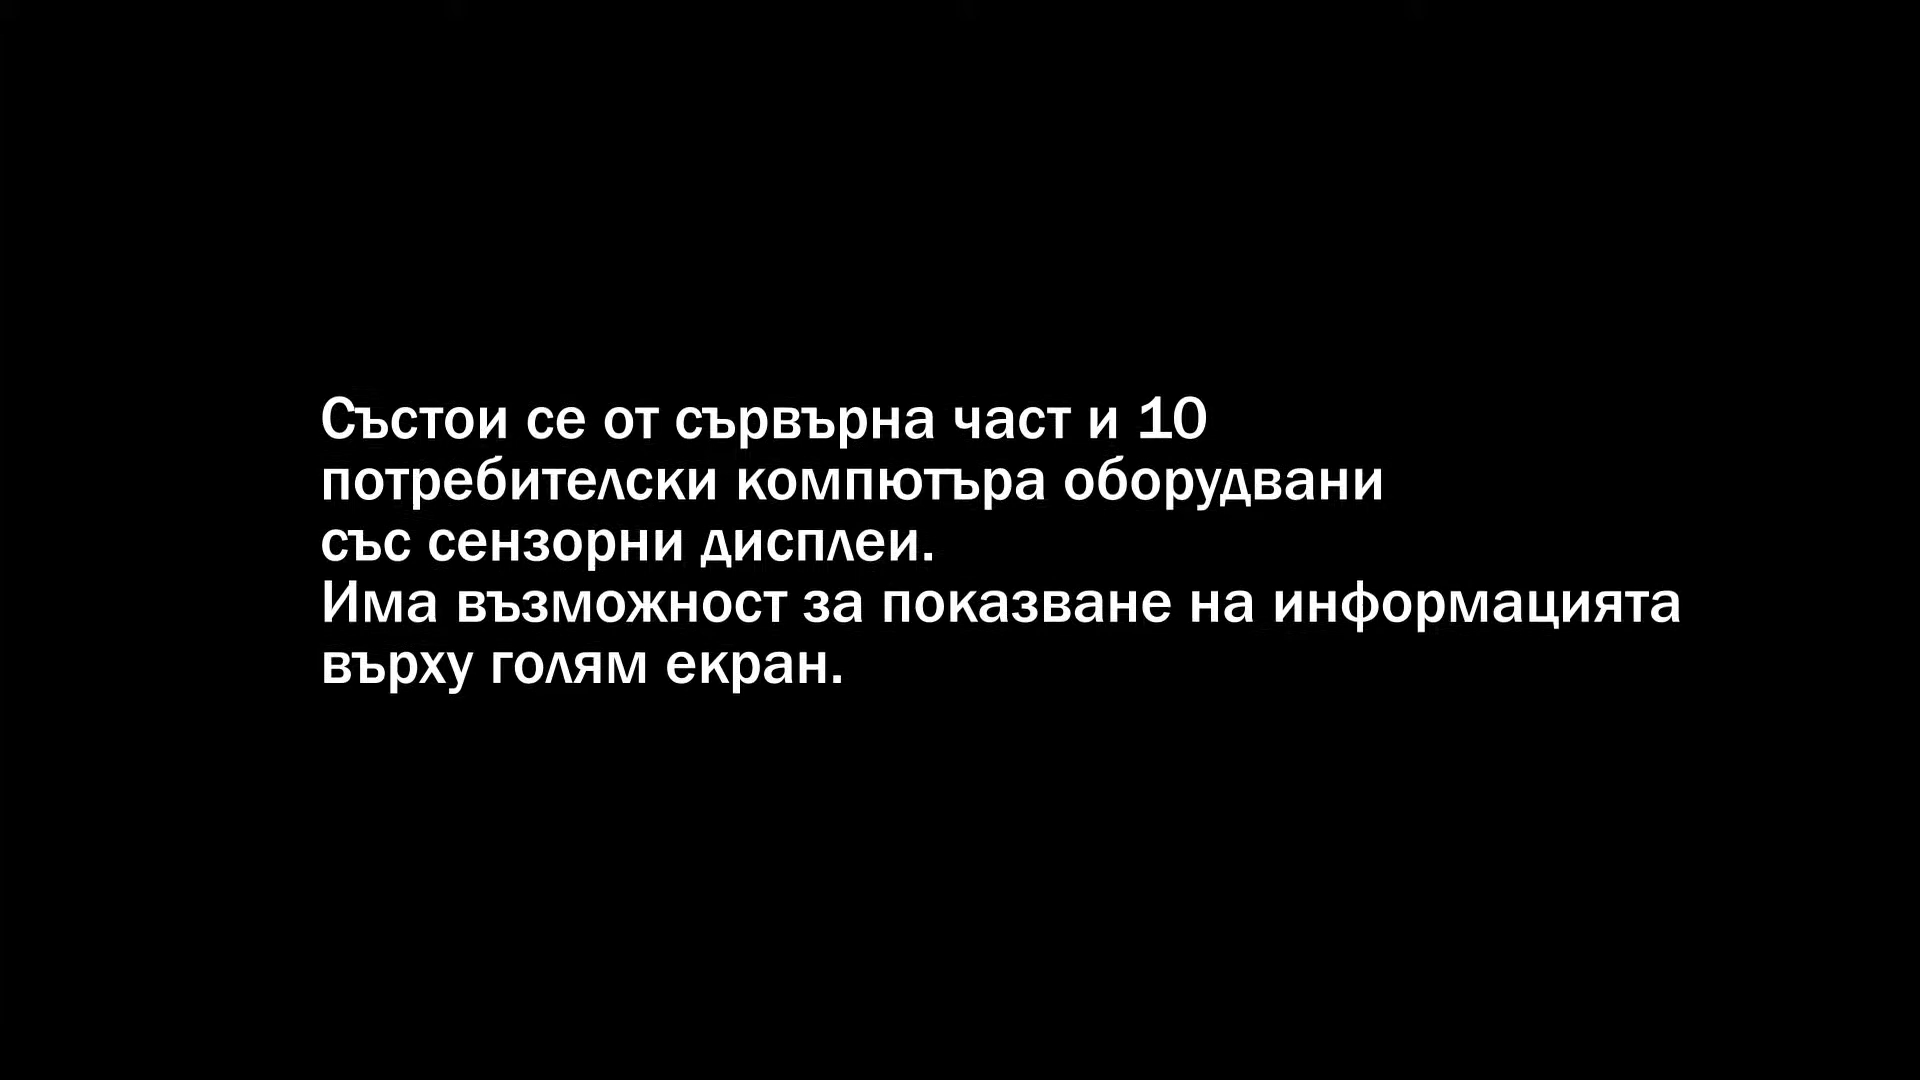 Състои се от сървърна част и 10
потребителски компютъра оборудвани
със сензорни дисплеи.
Има възможност за показване на информацията
върху голям екран.